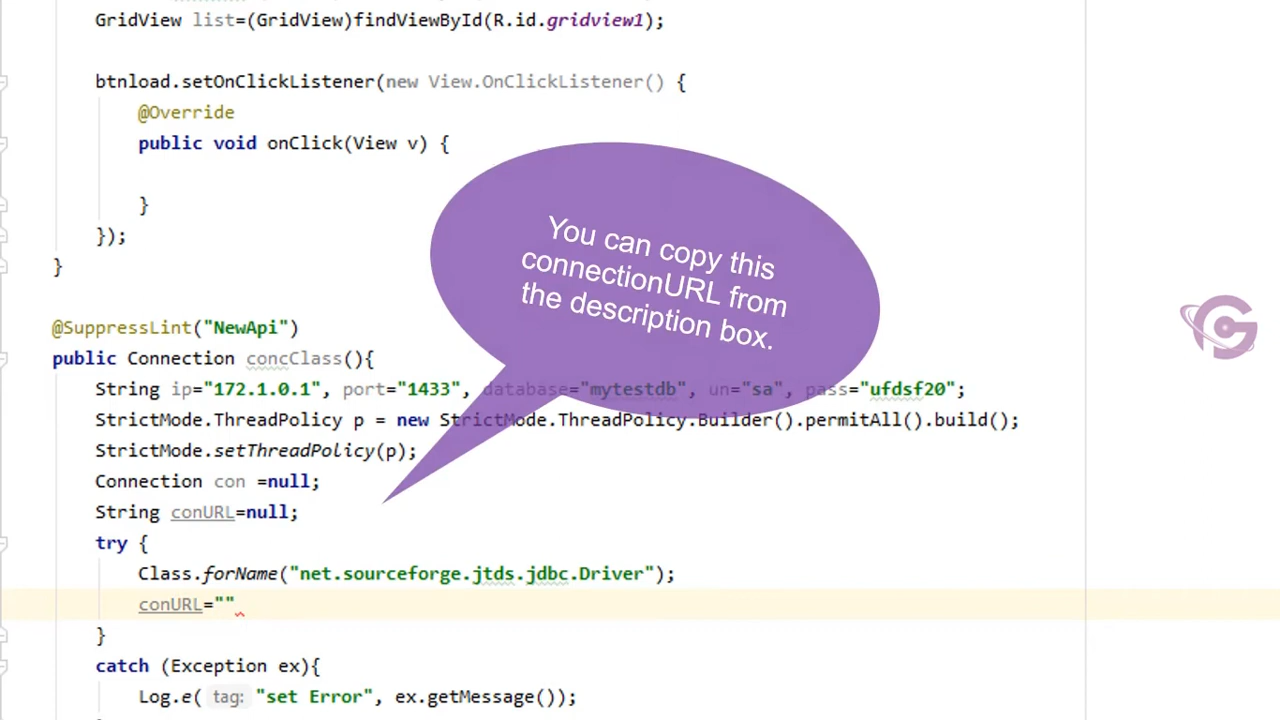 GridView list=(GridView)findViewById(R.id.gridview1);
btnload.setOnClickListener(new View.OnClickListener() {
@Override
public void onClick(View v) {
}
});
}
You can copy this
connectionURL from
the description box.
@SuppressLint("NewApi")
public Connection concClass(){
String ip="172.1.0.1", port="1433", database="mytestdb", un="sa", pass="ufdsf20";
StrictMode.ThreadPolicy p = new StrictMode.ThreadPolicy.Builder().permitAll().build();
StrictMode.setThreadPolicy(p);
Connection con =null;
String conURL=null;
try {
Class.forName("net.sourceforge.jtds.jdbc.Driver");
conURL=""
}
catch (Exception ex){
Log.e( tag: "set Error", ex.getMessage());